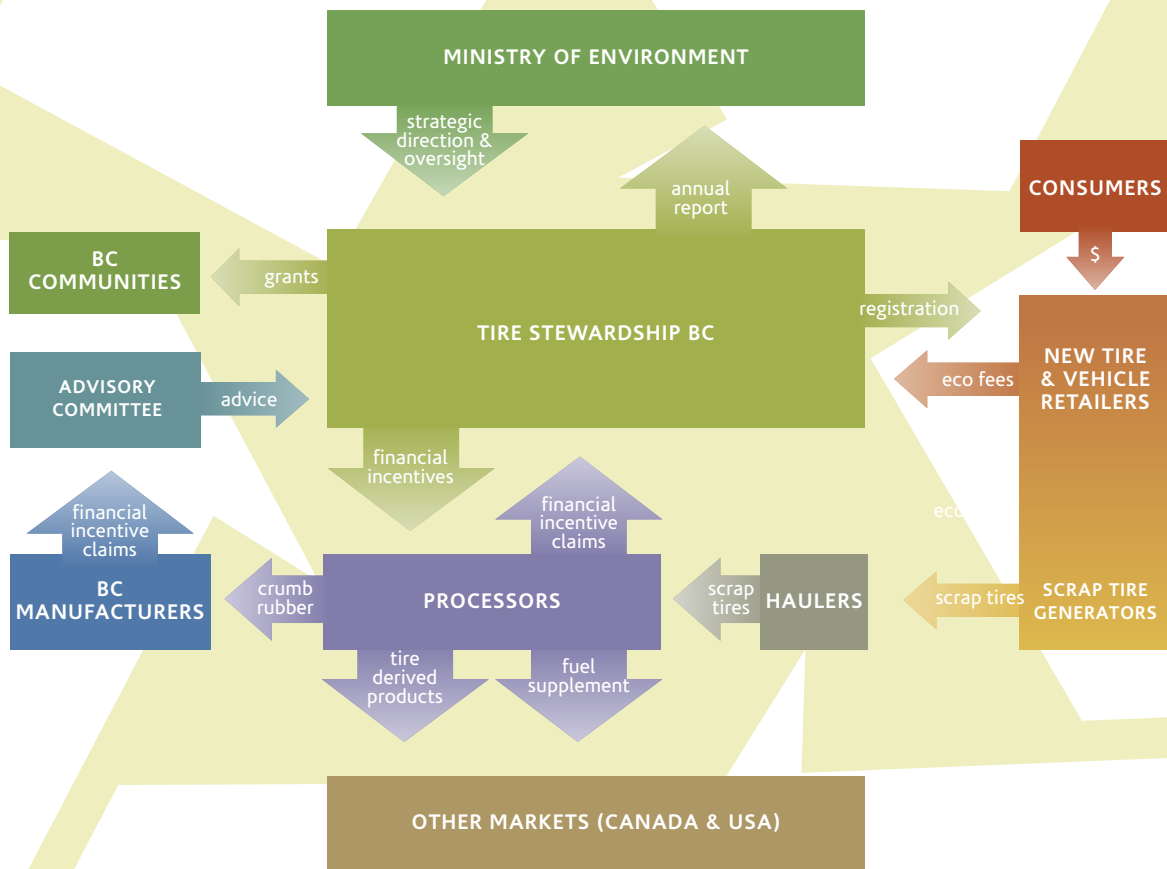 MINISTRY OF ENVIRONMENT
strategic
direction &
oversight
annual
report
CONSUMERS
$
BC
COMMUNITIES
grants
TIRE STEWARDSHIP BC
registration
NEW TIRE
& VEHICLE
RETAILERS
eco fees
ADVISORY
COMMITTEE
advice
financial
incentives
financial
incentive
claims
financial
incentive
claims
eco
BC
MANUFACTURERS
crumb
rubber
PROCESSORS
scrap
tires
HAULERS
scrap tires
SCRAP TIRE
GENERATORS
tire
derived
products
fuel
supplement
OTHER MARKETS (CANADA & USA)